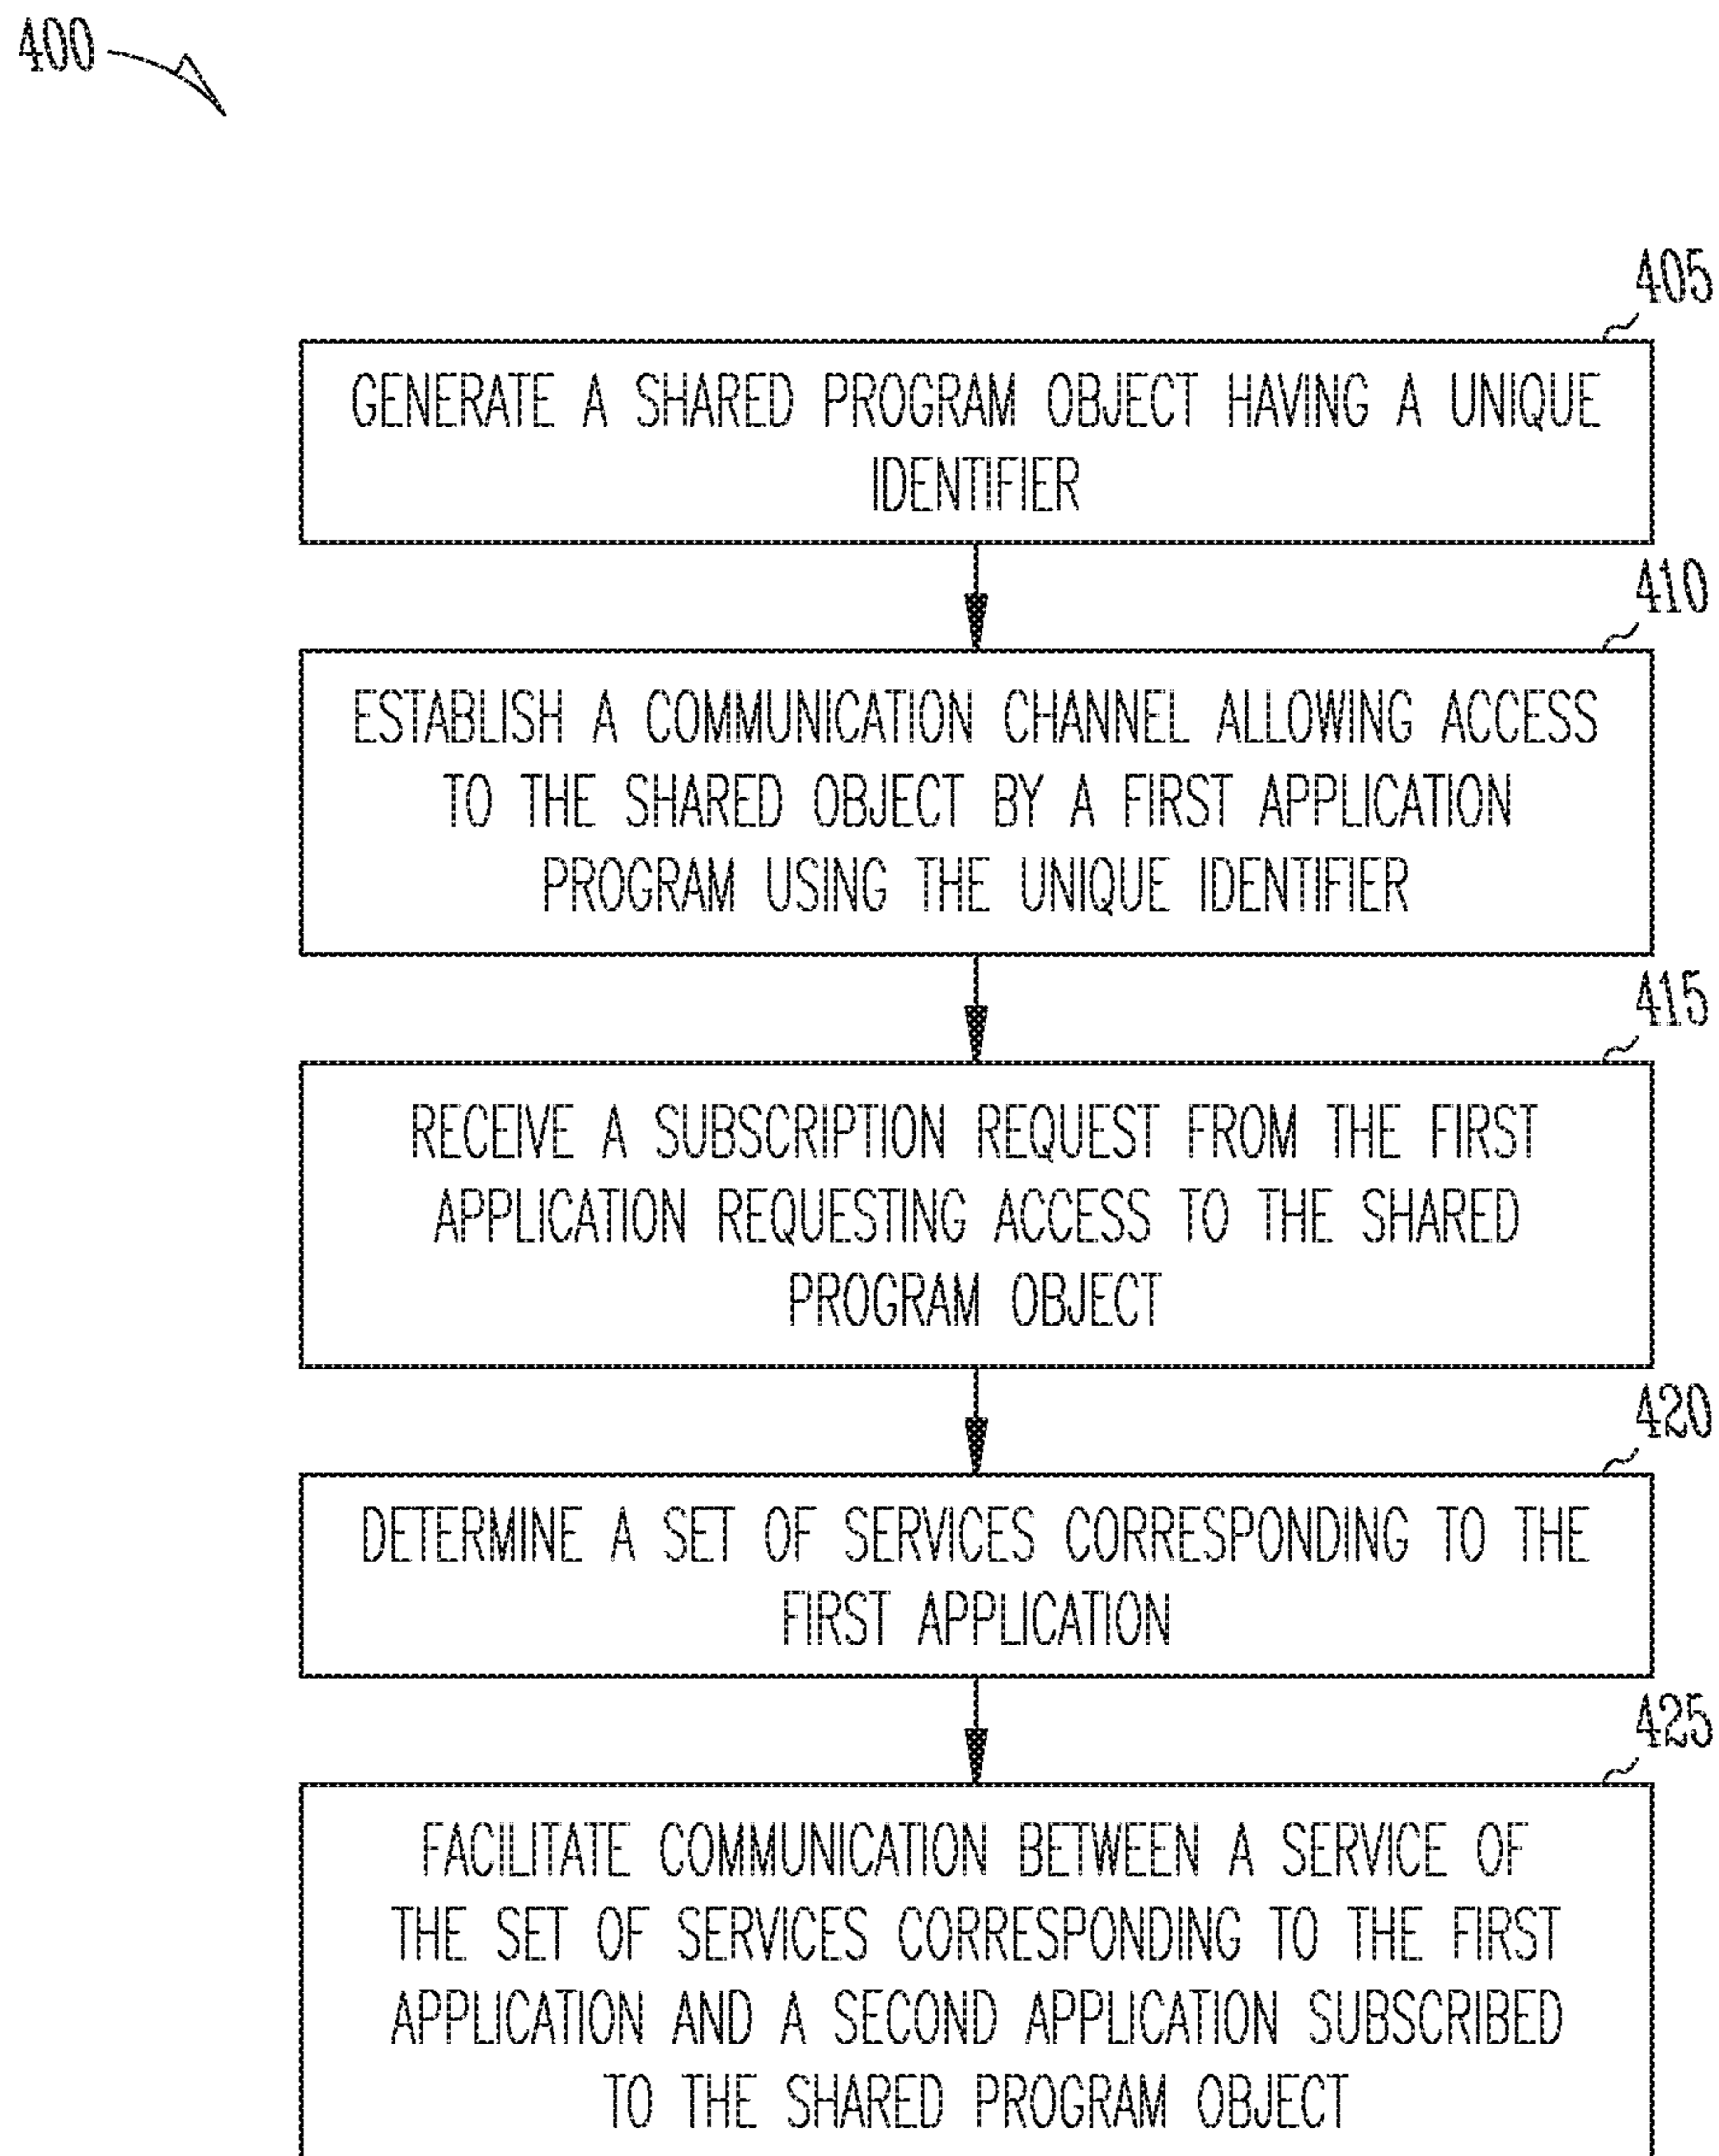 400
405
GENERATE A SHARED PROGRAM OBJECT HAVING A UNIQUE
IDENTIFIER
410
ESTABLISH A COMMUNICATION CHANNEL ALLOWING ACCESS
TO THE SHARED OBJECT BY A FIRST APPLICATION
PROGRAM USING THE UNIQUE IDENTIFIER
415
RECEIVE A SUBSCRIPTION REQUEST FROM THE FIRST
APPLICATION REQUESTING ACCESS TO THE SHARED
PROGRAM OBJECT
420
DETERMINE A SET OF SERVICES CORRESPONDING TO THE
FIRST APPLICATION
425
FACILITATE COMMUNICATION BETWEEN A SERVICE OF
THE SET OF SERVICES CORRESPONDING TO THE FIRST
APPLICATION AND A SECOND APPLICATION SUBSCRIBED
TO THE SHARED PROGRAM OBJECT